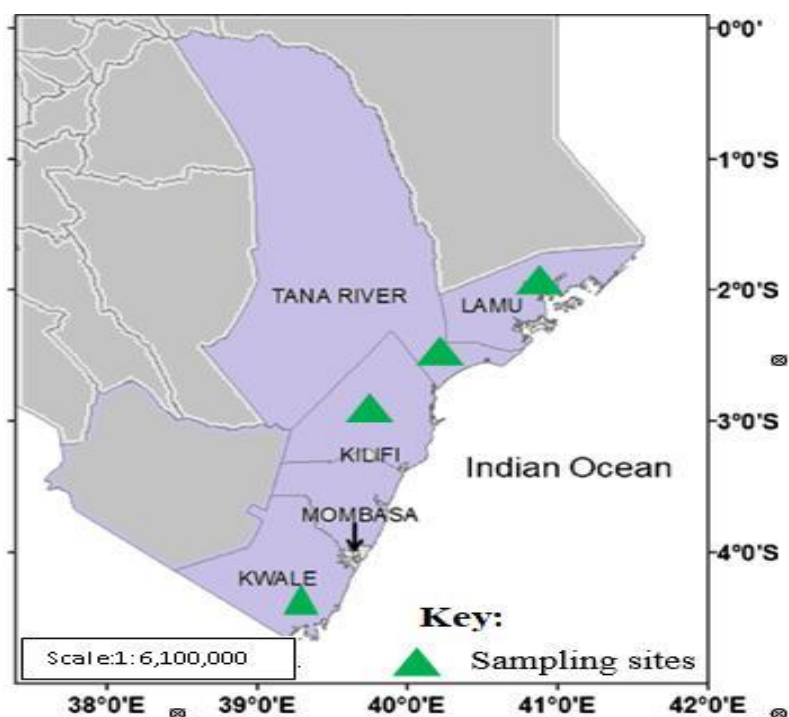 0°0'
1°0'S
TANA RIVER
2°0'S
LAMU
3°0'S
KILIFI
Indian Ocean
MOMBASA
4°0'S
KWALE
Key:
Scale:1:6,100,000
Sampling sites
38°0'E 39°0'E 40°0'E 41°0'E 42°0'E